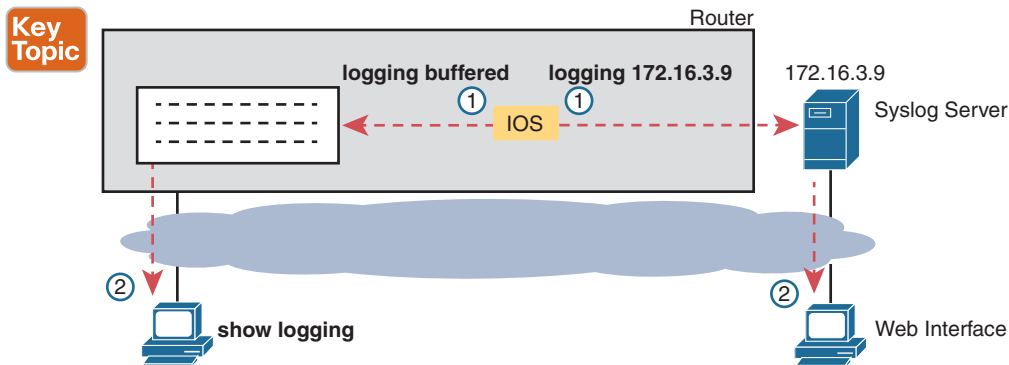 Key
Topic
Router
logging buffered
logging 172.16.3.9
172.16.3.9
1
1
IOS
Syslog Server
2
2
show logging
Web Interface